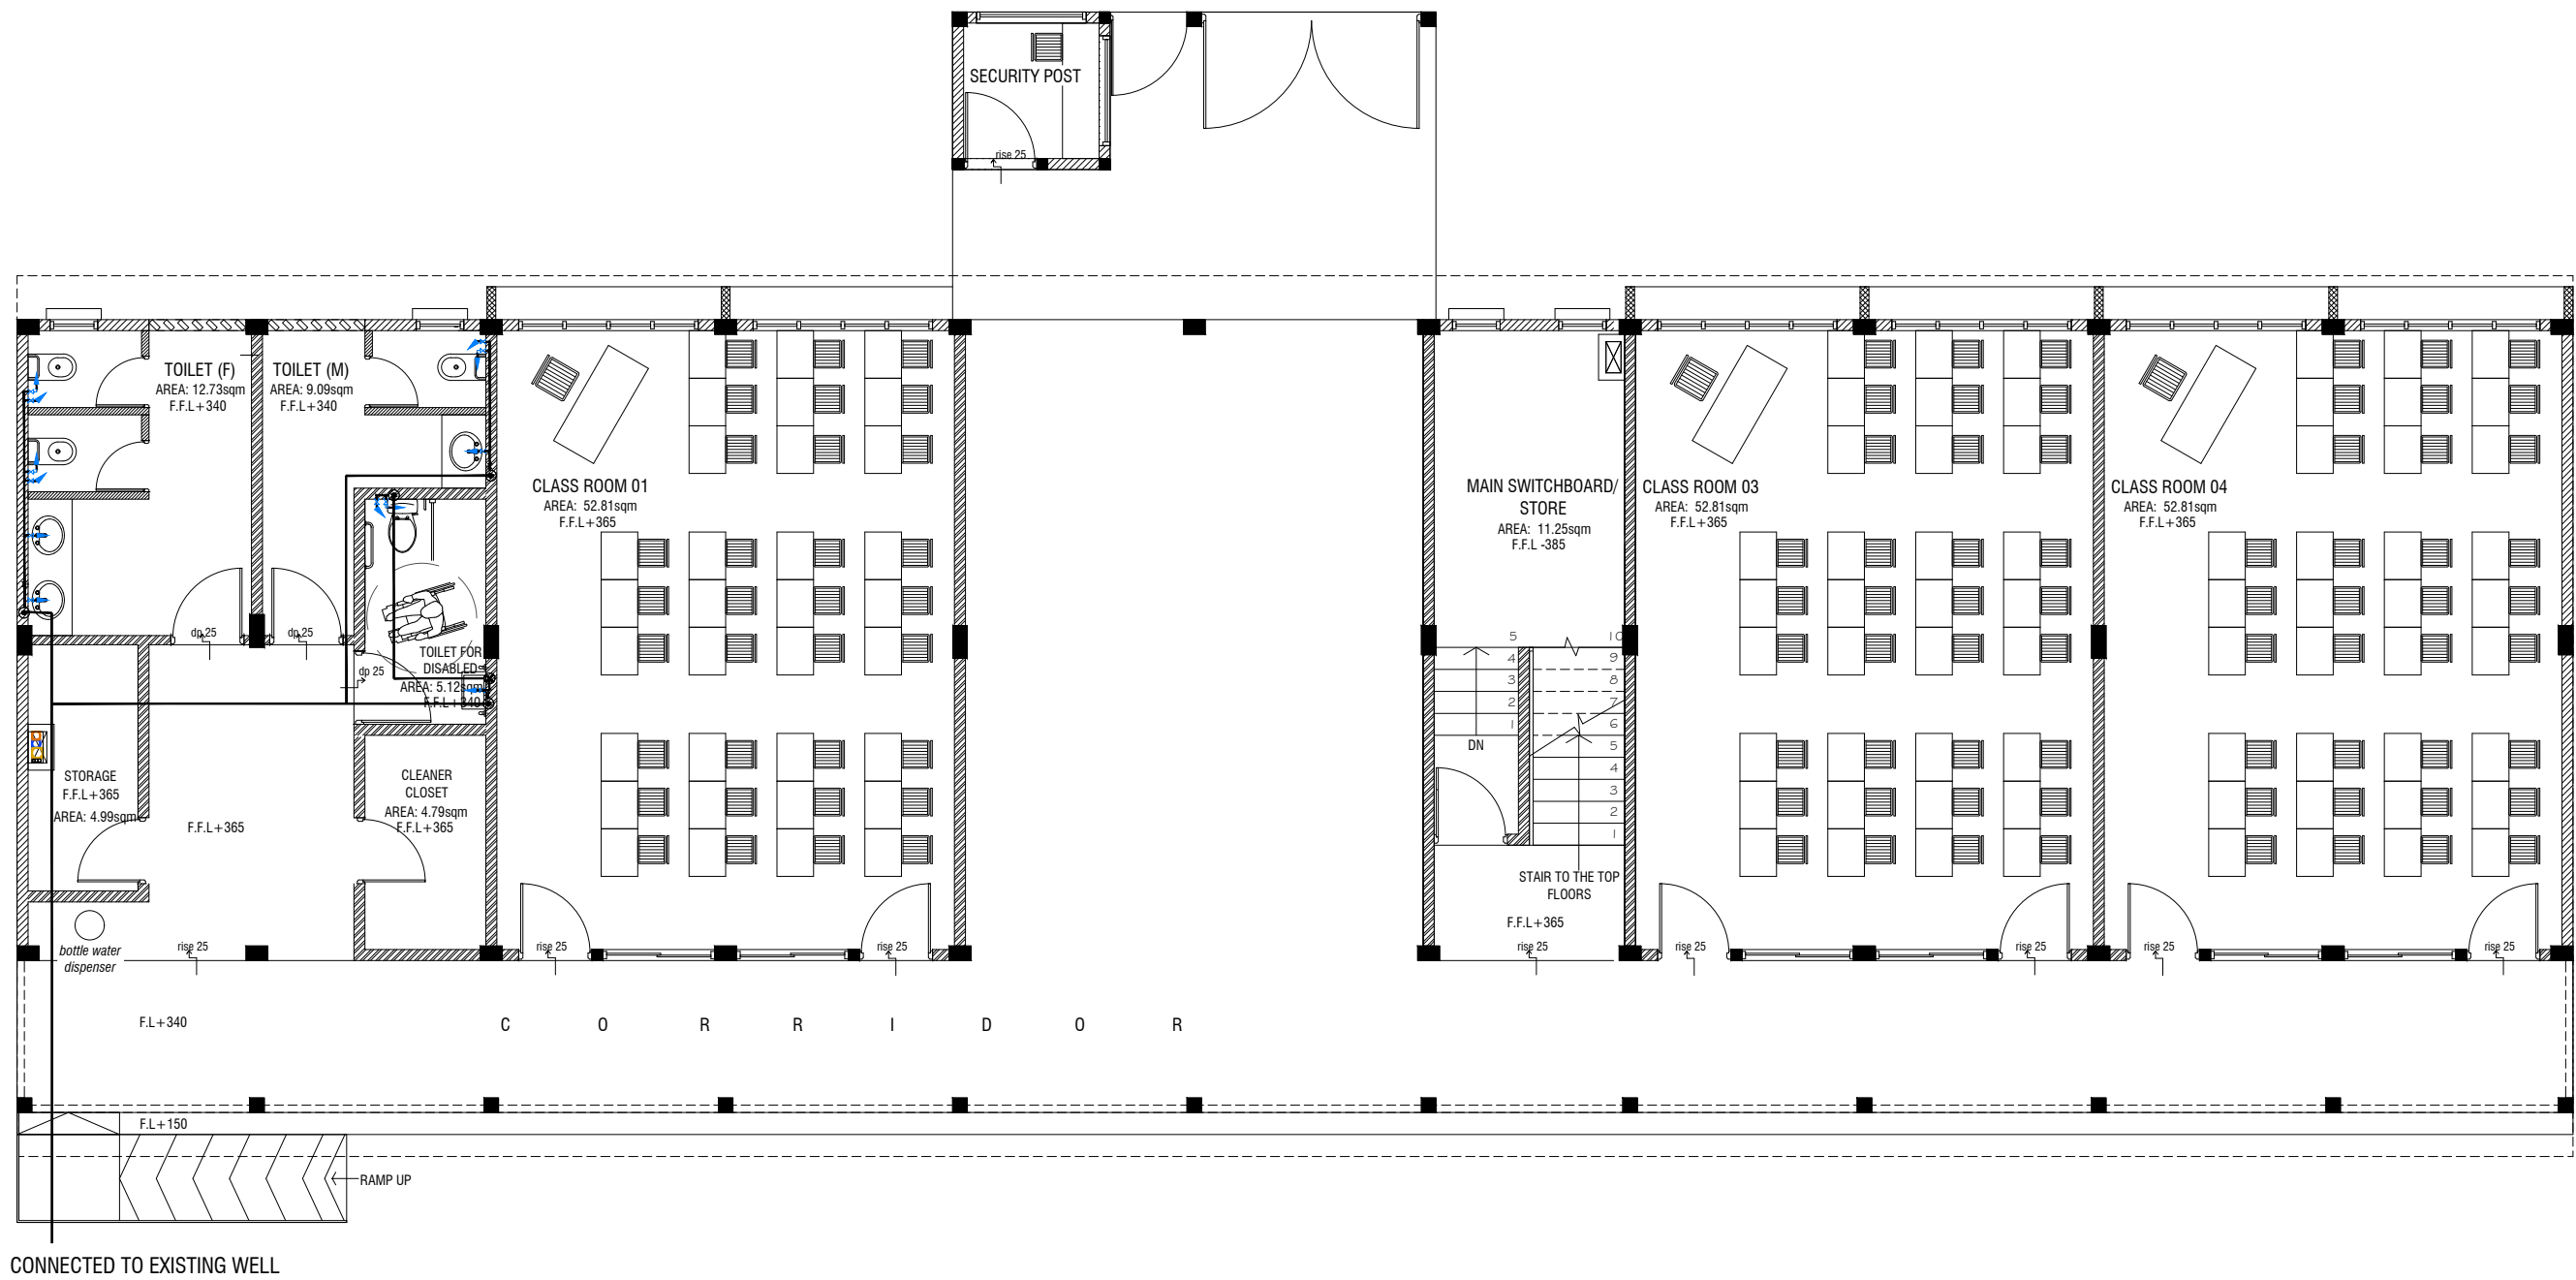 SECURITY POST
rise 25
TOILET (F)
AREA: 12.73sqm
F.F.L+340
TOILET (M)
AREA: 9.09sqm
F.F.L+340
CLASS ROOM 01
AREA: 52.81sqm
F.F.L+365
MAIN SWITCHBOARD/
STORE
AREA: 11.25sqm
F.F.L -385
CLASS ROOM 03
AREA: 52.81sqm
F.F.L+365
CLASS ROOM 04
AREA: 52.81sqm
F.F.L+365
dp 25
dp 25
dp 25
TOILET FOR
DISABLED
AREA: 5.12sqm
F.F.L+340
5
4
3
2
1
DN
10
9
8
7
6
5
4
3
2
1
STORAGE
F.F.L+365
AREA: 4.99sqm
F.F.L+365
CLEANER
CLOSET
AREA: 4.79sqm
F.F.L+365
STAIR TO THE TOP
FLOORS
F.F.L+365
bottle water
dispenser
rise 25
rise 25
rise 25
rise 25
rise 25
rise 25
rise 25
rise 25
F.L+340
C O R R I D O R
F.L+150
RAMP UP
CONNECTED TO EXISTING WELL